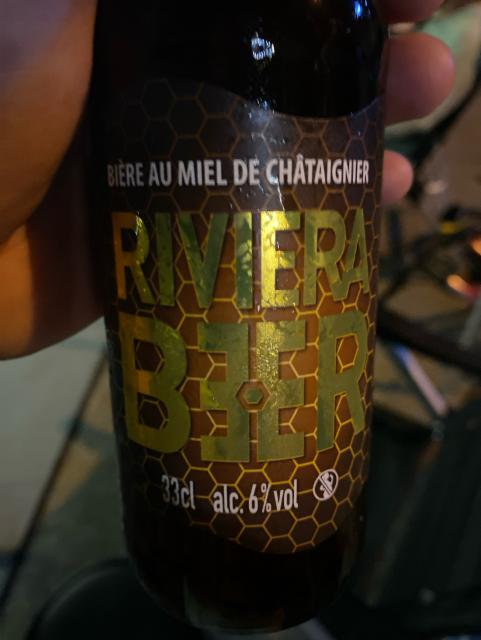 BIÈRE AU MIEL DE CHÂTAIGNIER
RIVIERA
BEER
33cl alc. 6% vol